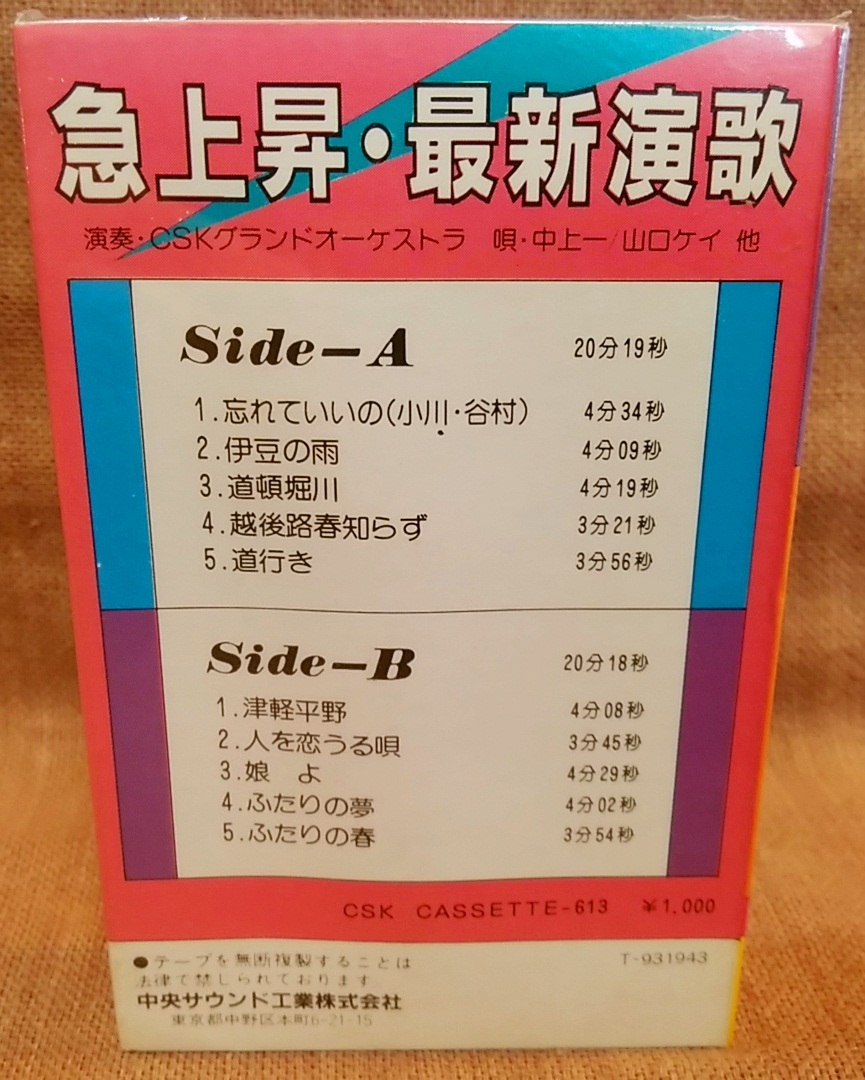 急上昇・最新演歌
演奏・CSKグランドオーケストラ 唄・中上一/山口ケイ 他
Side-A 20分19秒
1.忘れていいの(小川・谷村) 4分34秒
2.伊豆の雨 4分09秒
3.道頓堀川 4分19秒
4.越後路春知らず 3分21秒
5.道行き 3分56秒
Side-B 20分18秒
1.津軽平野 4分08秒
2.人を恋うる唄 3分45秒
3.娘 よ 4分29秒
4.ふたりの夢 4分02秒
5.ふたりの春 3分54秒
CSK CASSETTE-613 ¥1,000
●テープを無断複製することは T-931943
法律で禁じられております
中央サウンド工業株式会社
東京都中野区本町6-21-15